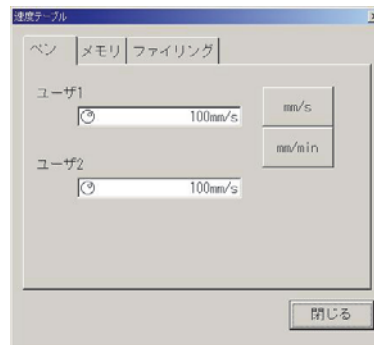 速度テーブル
ペン メモリ ファイリング
ユーザ1
100mm/s
mm/s
mm/min
ユーザ2
100mm/s
閉じる